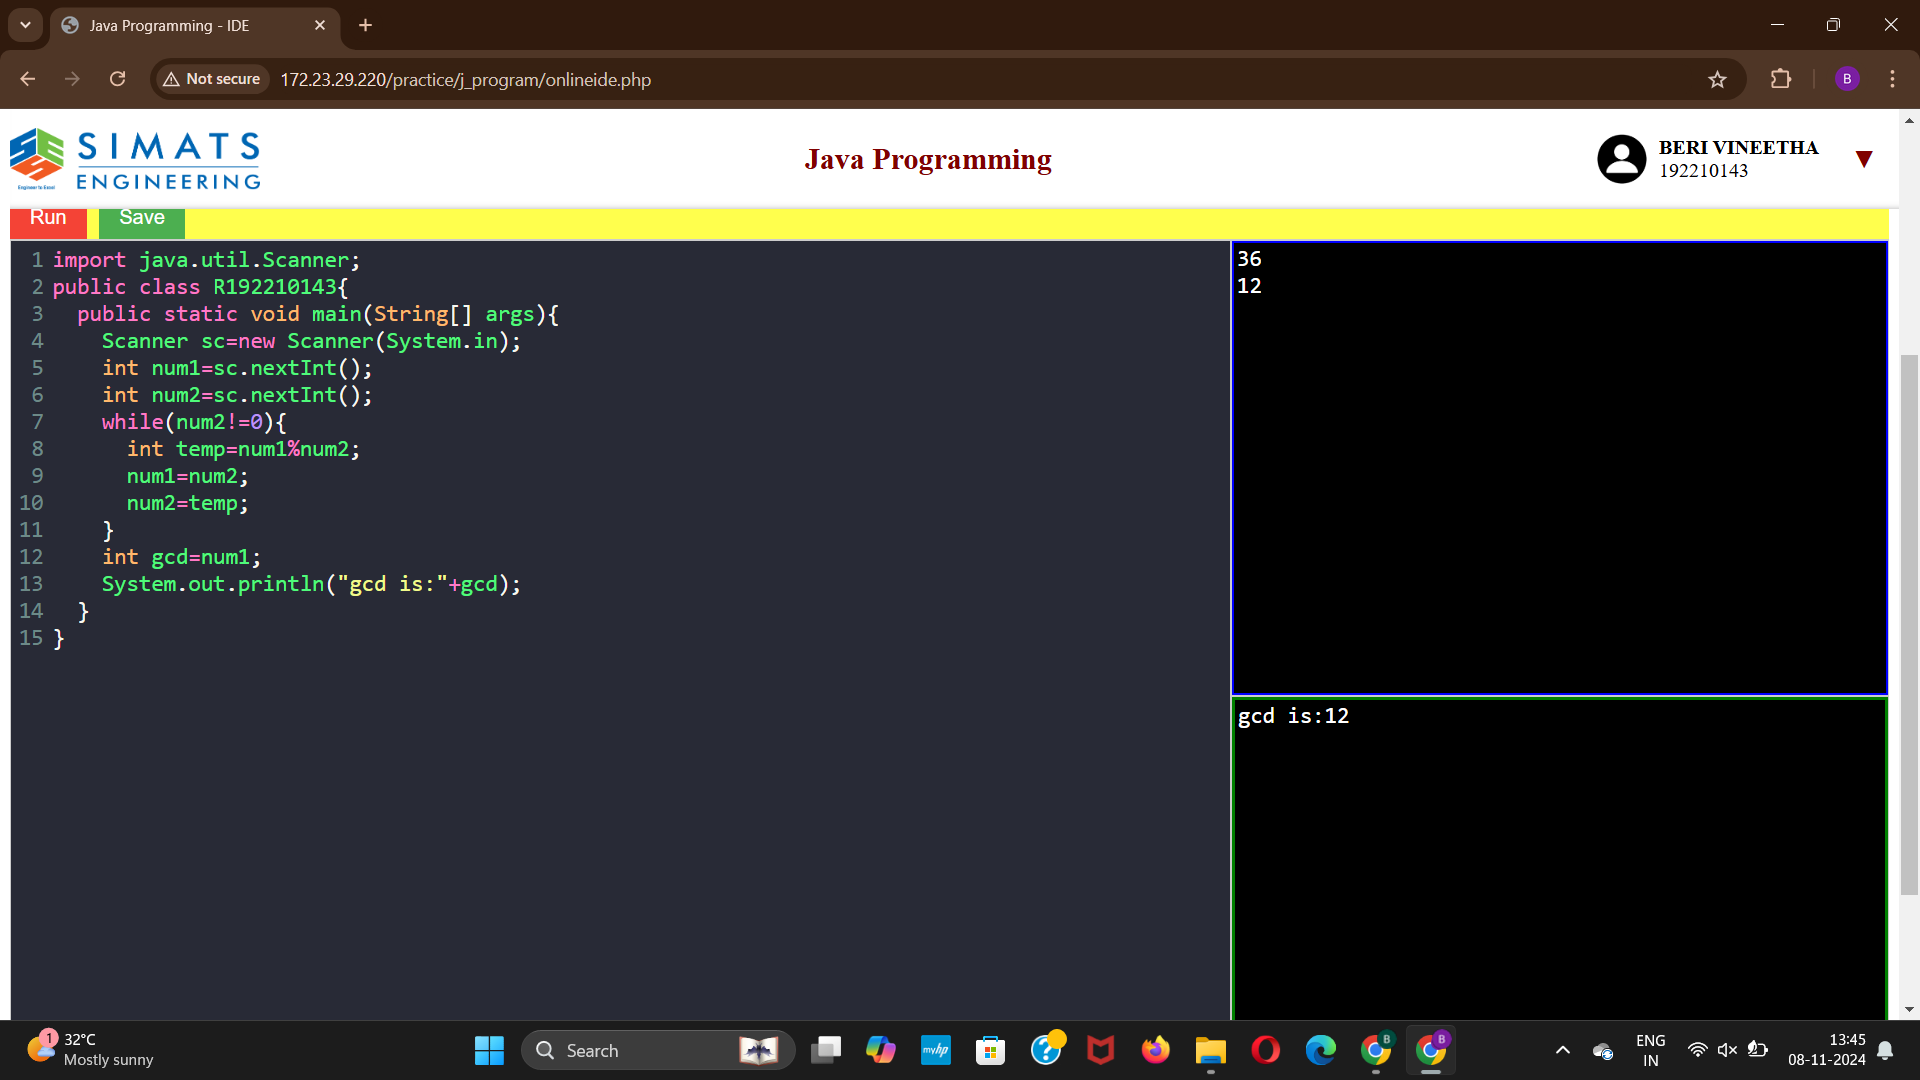 Java Programming - IDE
Not secure
172.23.29.220/practice/j_program/onlineide.php
B
SIMATS
ENGINEERING
Engineer to Excel
Java Programming
BERI VINEETHA
192210143
Run
Save
1 import java.util.Scanner;
2 public class R192210143{
3   public static void main(String[] args){
4     Scanner sc=new Scanner(System.in);
5     int num1=sc.nextInt();
6     int num2=sc.nextInt();
7     while(num2!=0){
8       int temp=num1%num2;
9       num1=num2;
10       num2=temp;
11     }
12     int gcd=num1;
13     System.out.println("gcd is:"+gcd);
14   }
15 }
36
12
gcd is:12
1
32°C
Mostly sunny
Search
myhp
B
B
ENG
IN
13:45
08-11-2024